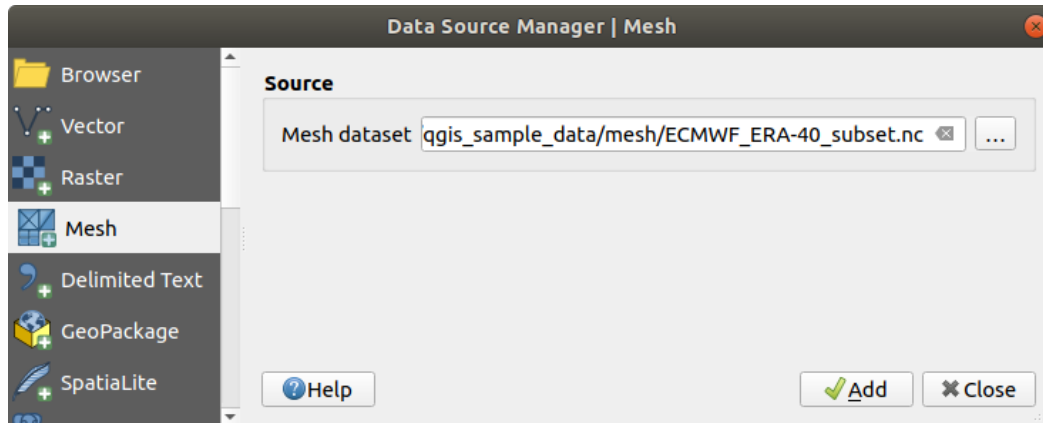 Data Source Manager | Mesh
Browser
Vector
Raster
Mesh
Delimited Text
GeoPackage
SpatiaLite
Source
Mesh dataset qgis_sample_data/mesh/ECMWF_ERA-40_subset.nc ...
Help
Add
Close